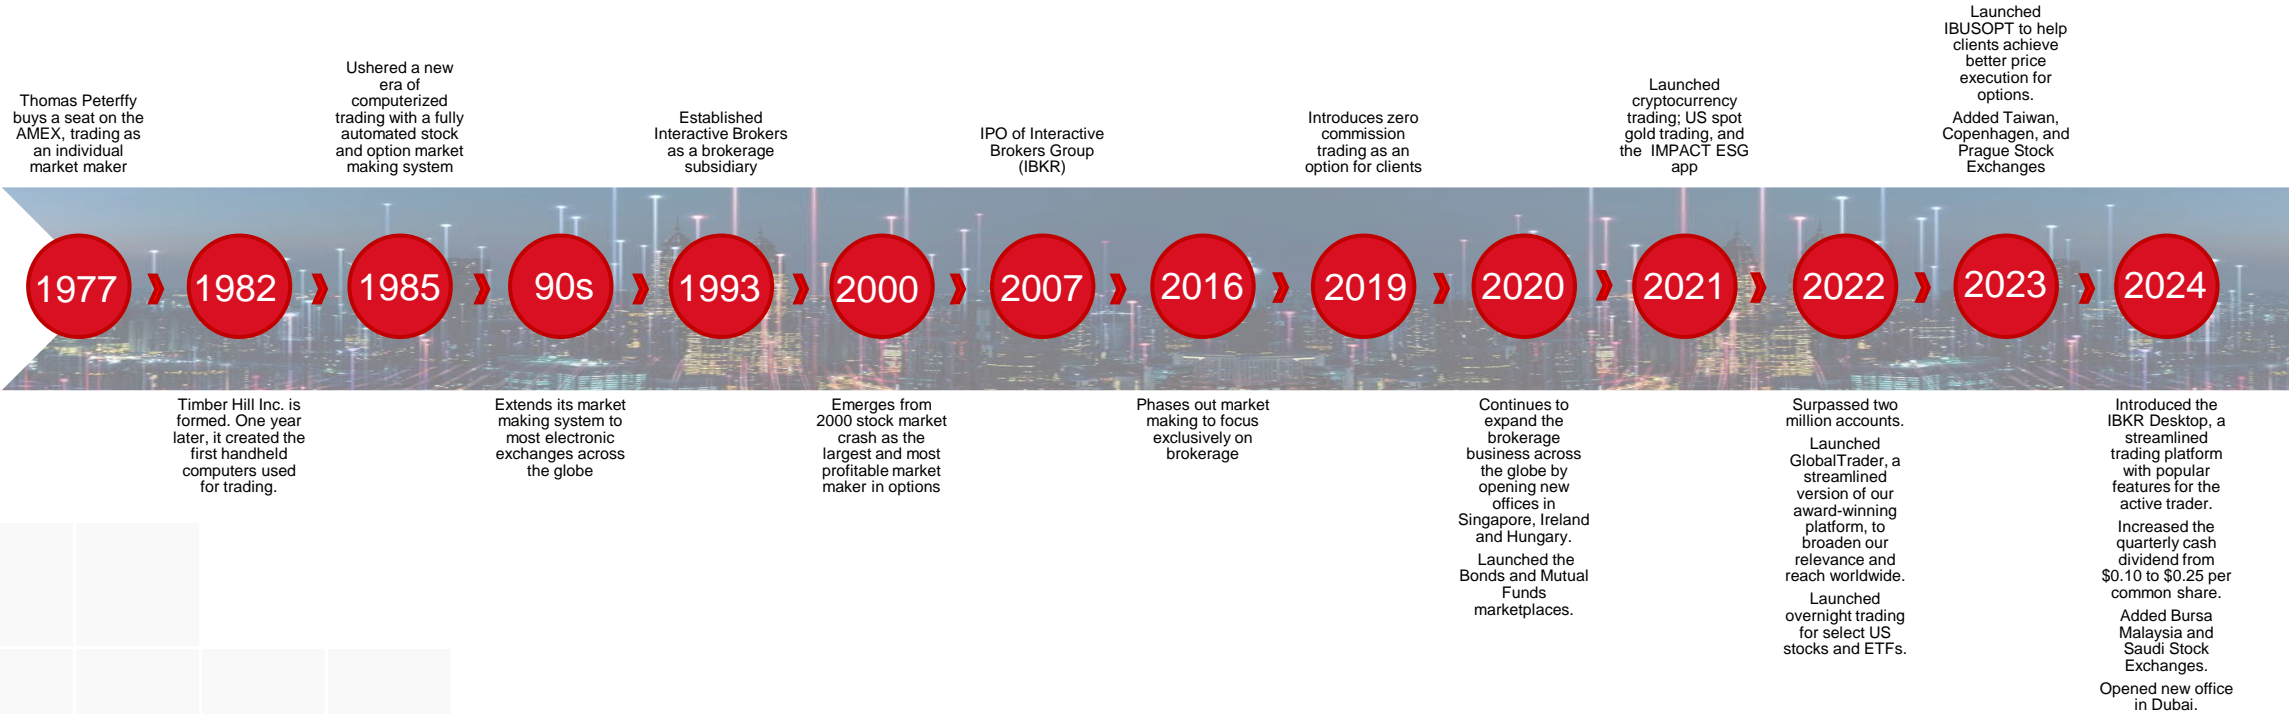 Thomas Peterffy
buys a seat on the
AMEX, trading as
an individual
market maker
Ushered a new
era of
computerized
trading with a fully
automated stock
and option market
making system
Established
Interactive Brokers
as a brokerage
subsidiary
IPO of Interactive
Brokers Group
(IBKR)
Introduces zero
commission
trading as an
option for clients
Launched
cryptocurrency
trading; US spot
gold trading, and
the IMPACT ESG
app
Launched
IBUSOPT to help
clients achieve
better price
execution for
options.
Added Taiwan,
Copenhagen, and
Prague Stock
Exchanges
1977
1982
1985
90s
1993
2000
2007
2016
2019
2020
2021
2022
2023
2024
Timber Hill Inc. is
formed. One year
later, it created the
first handheld
computers used
for trading.
Extends its market
making system to
most electronic
exchanges across
the globe
Emerges from
2000 stock market
crash as the
largest and most
profitable market
maker in options
Phases out market
making to focus
exclusively on
brokerage
Continues to
expand the
brokerage
business across
the globe by
opening new
offices in
Singapore, Ireland
and Hungary.
Launched the
Bonds and Mutual
Funds
marketplaces.
Surpassed two
million accounts.
Launched
GlobalTrader, a
streamlined
version of our
award-winning
platform, to
broaden our
relevance and
reach worldwide.
Launched
overnight trading
for select US
stocks and ETFs.
Introduced the
IBKR Desktop, a
streamlined
trading platform
with popular
features for the
active trader.
Increased the
quarterly cash
dividend from
$0.10 to $0.25 per
common share.
Added Bursa
Malaysia and
Saudi Stock
Exchanges.
Opened new office
in Dubai.